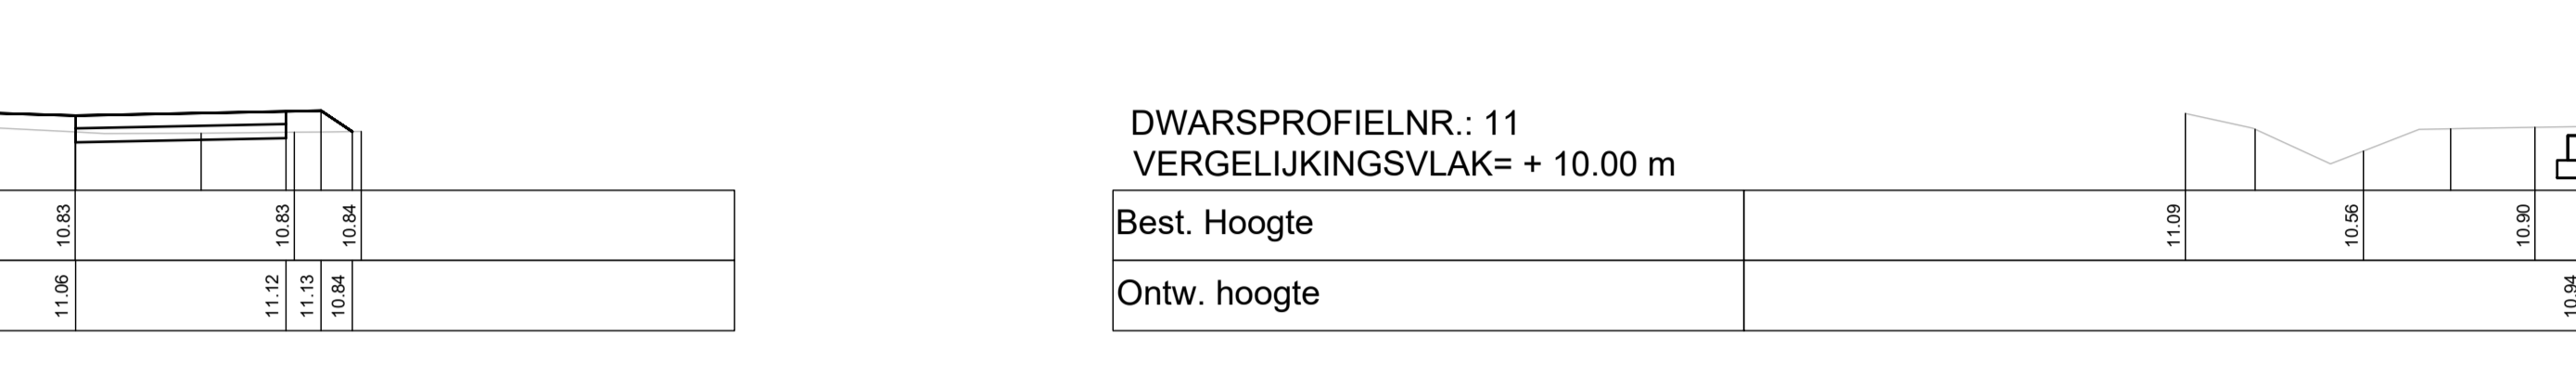 DWARSPROFIELNR.: 11
VERGELIJKINGSVLAK= + 10.00 m
10.83
10.83
10.84
Best. Hoogte
11.09
10.56
10.90
11.06
11.12
11.13
10.84
Ontw. hoogte
10.94